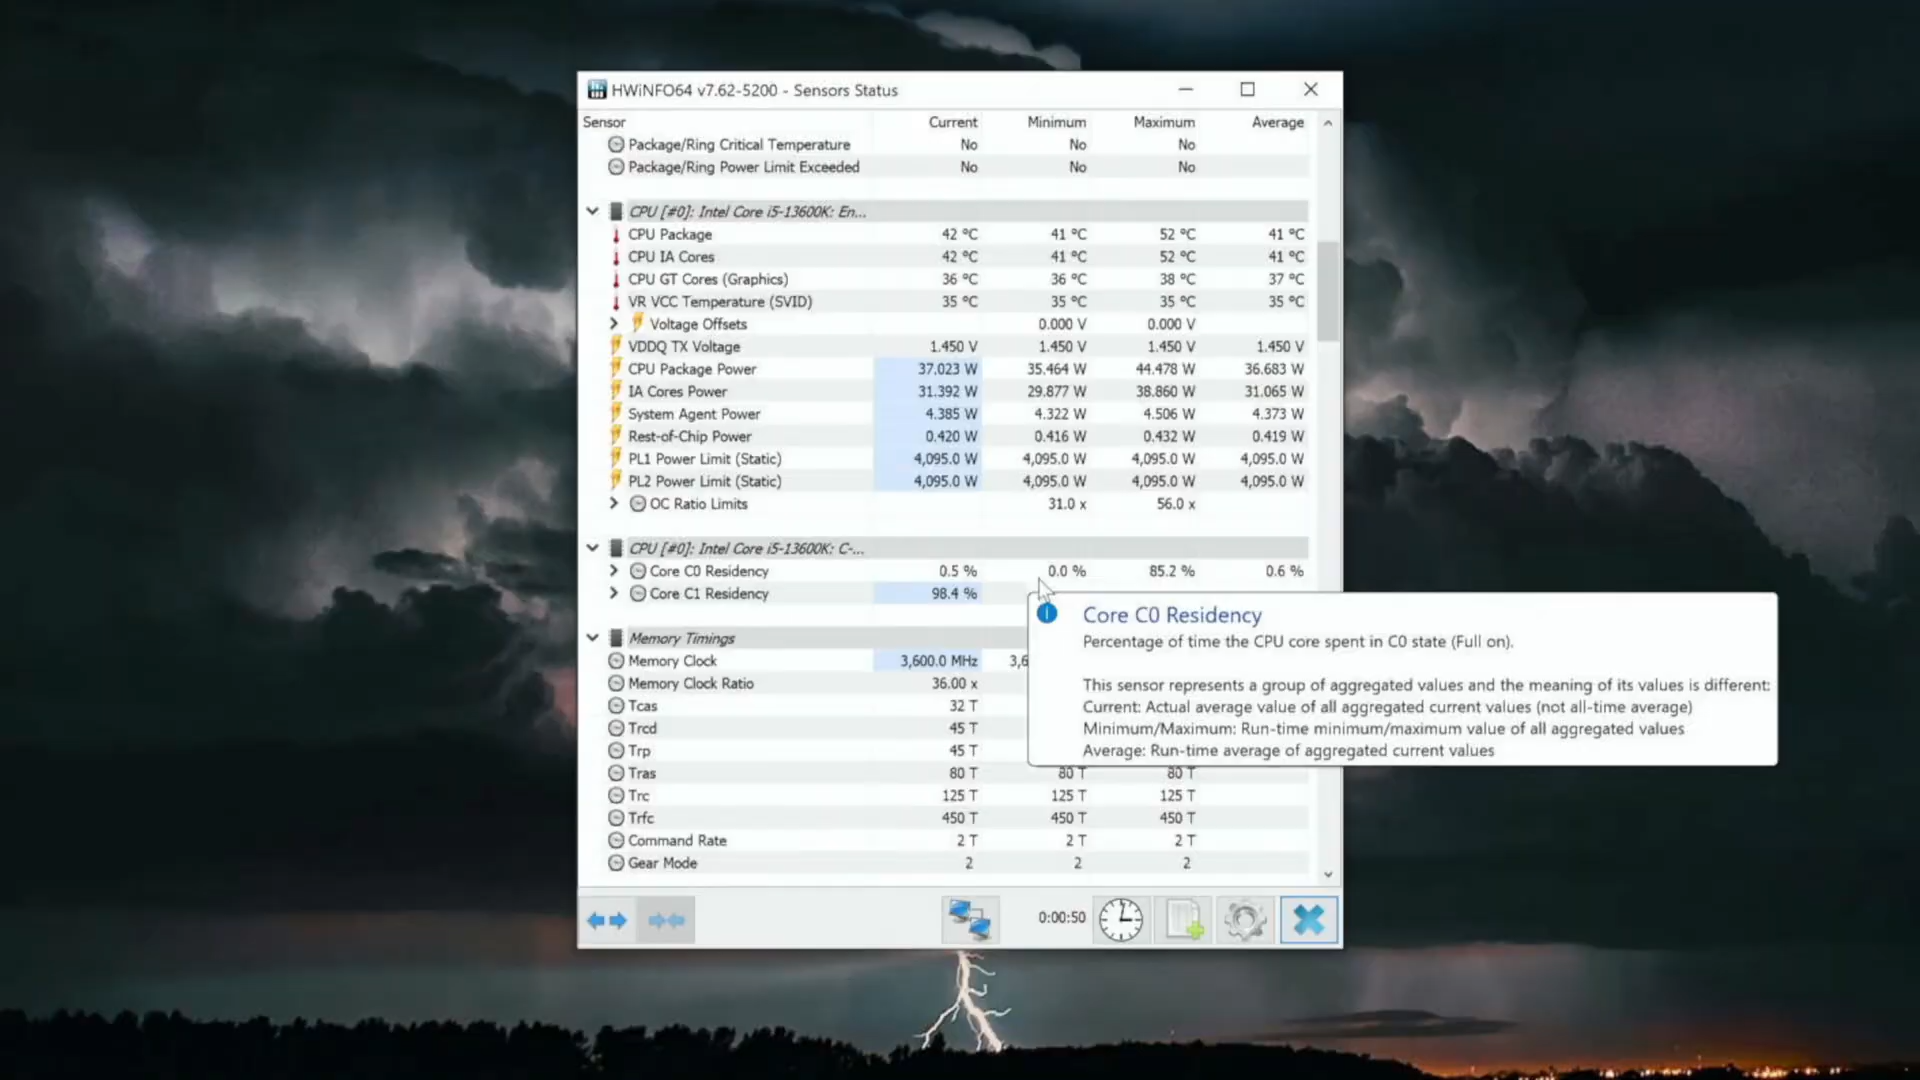 HWiNFO64 v7.62-5200 - Sensors Status
Sensor Current Minimum Maximum Average
Package/Ring Critical Temperature No No No
Package/Ring Power Limit Exceeded No No No
CPU [#0]: Intel Core i5-13600K: En...
CPU Package 42 °C 41 °C 52 °C 41 °C
CPU IA Cores 42 °C 41 °C 52 °C 41 °C
CPU GT Cores (Graphics) 36 °C 36 °C 38 °C 37 °C
VR VCC Temperature (SVID) 35 °C 35 °C 35 °C 35 °C
Voltage Offsets 0.000 V 0.000 V
VDDQ TX Voltage 1.450 V 1.450 V 1.450 V 1.450 V
CPU Package Power 37.023 W 35.464 W 44.478 W 36.683 W
IA Cores Power 31.392 W 29.877 W 38.860 W 31.065 W
System Agent Power 4.385 W 4.322 W 4.506 W 4.373 W
Rest-of-Chip Power 0.420 W 0.416 W 0.432 W 0.419 W
PL1 Power Limit (Static) 4,095.0 W 4,095.0 W 4,095.0 W 4,095.0 W
PL2 Power Limit (Static) 4,095.0 W 4,095.0 W 4,095.0 W 4,095.0 W
OC Ratio Limits 31.0 x 56.0 x
CPU [#0]: Intel Core i5-13600K: C-...
Core C0 Residency 0.5 % 0.0 % 85.2 % 0.6 %
Core C1 Residency 98.4 %
Core C0 Residency
Percentage of time the CPU core spent in C0 state (Full on).
This sensor represents a group of aggregated values and the meaning of its values is different:
Current: Actual average value of all aggregated current values (not all-time average)
Minimum/Maximum: Run-time minimum/maximum value of all aggregated values
Average: Run-time average of aggregated current values
Memory Timings
Memory Clock 3,600.0 MHz 3,6
Memory Clock Ratio 36.00 x
Tcas 32 T
Trcd 45 T
Trp 45 T
Tras 80 T 80 T 80 T
Trc 125 T 125 T 125 T
Trfc 450 T 450 T 450 T
Command Rate 2 T 2 T 2 T
Gear Mode 2 2 2
0:00:50